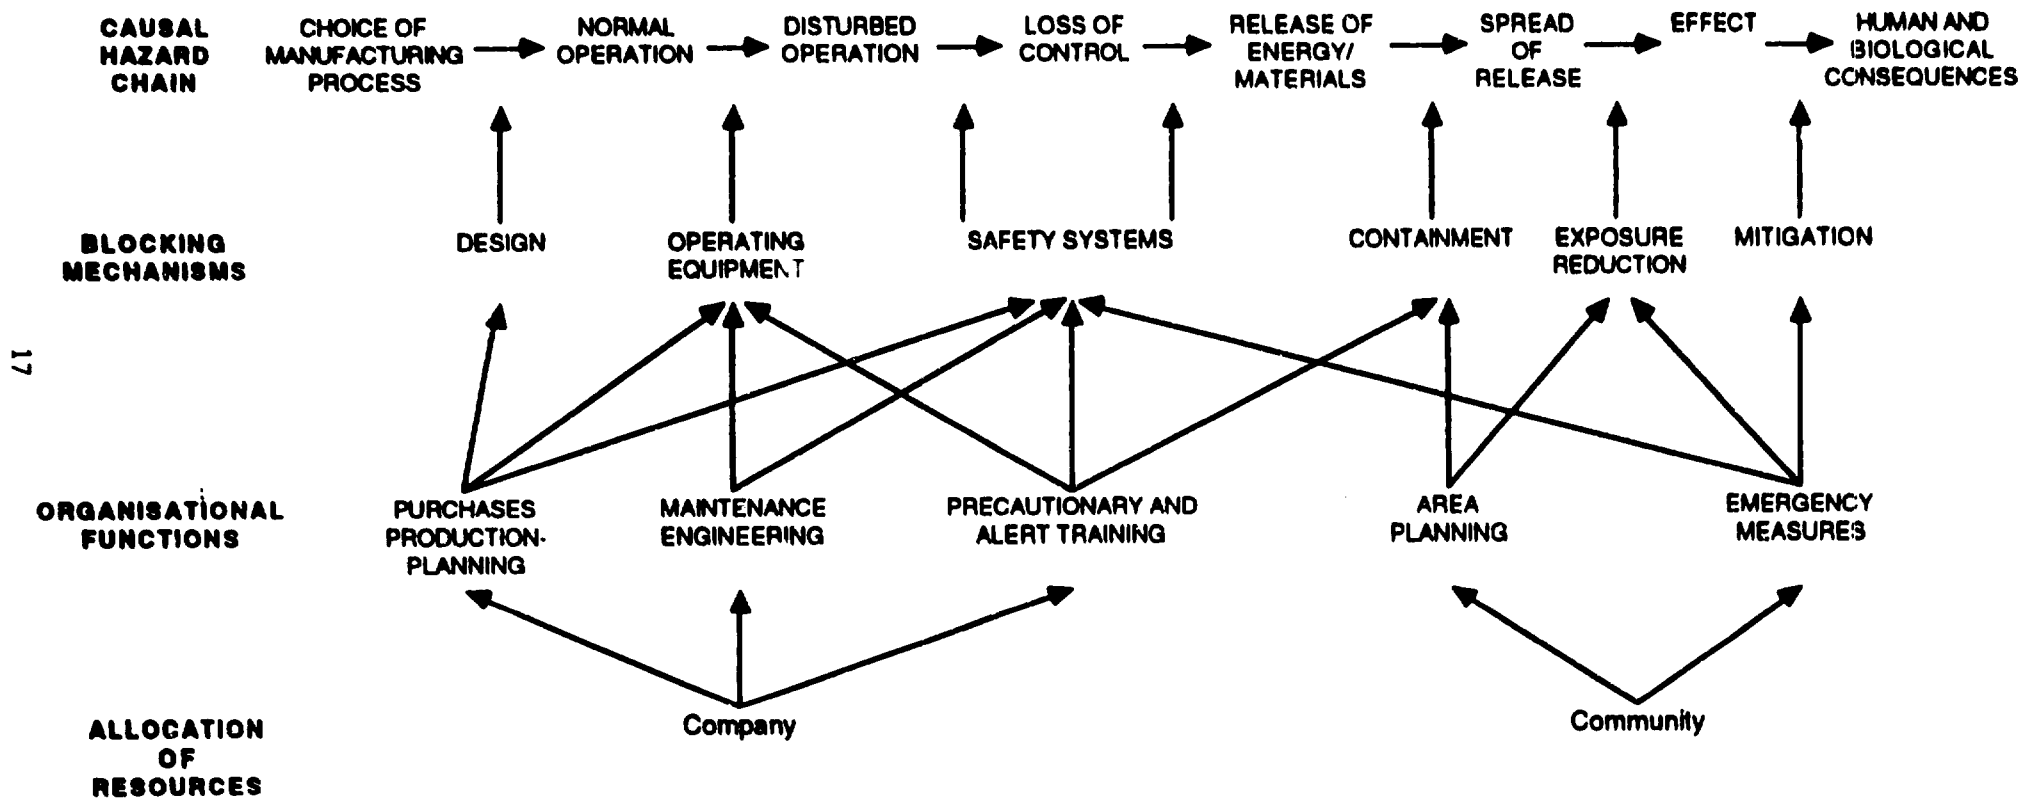 CAUSAL
HAZARD
CHAIN
CHOICE OF
MANUFACTURING
PROCESS
NORMAL
OPERATION
DISTURBED
OPERATION
LOSS OF
CONTROL
RELEASE OF
ENERGY/
MATERIALS
SPREAD
OF
RELEASE
EFFECT
HUMAN AND
BIOLOGICAL
CONSEQUENCES
BLOCKING
MECHANISMS
DESIGN
OPERATING
EQUIPMENT
SAFETY SYSTEMS
CONTAINMENT
EXPOSURE
REDUCTION
MITIGATION
17
ORGANISATIONAL
FUNCTIONS
PURCHASES
PRODUCTION-
PLANNING
MAINTENANCE
ENGINEERING
PRECAUTIONARY AND
ALERT TRAINING
AREA
PLANNING
EMERGENCY
MEASURES
ALLOCATION
OF
RESOURCES
Company
Community